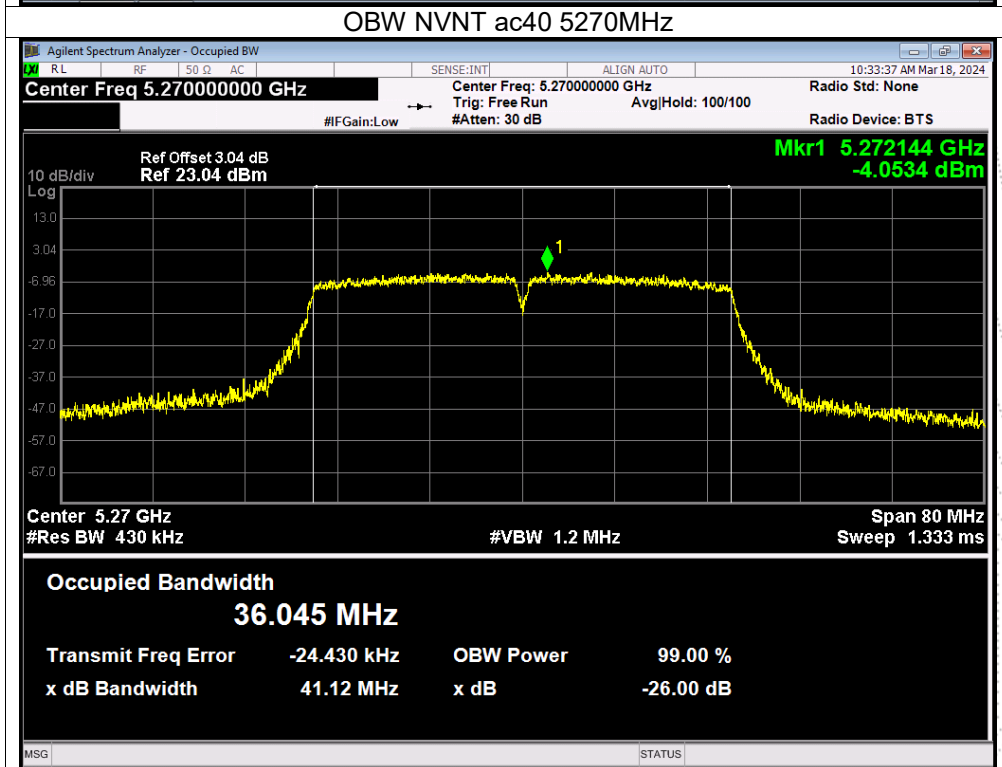 OBW NVNT ac40 5270MHz
Agilent Spectrum Analyzer - Occupied BW
LXI RL RF 50 Ω AC SENSE:INT ALIGN AUTO 10:33:37 AM Mar 18, 2024
Center Freq 5.270000000 GHz Center Freq: 5.270000000 GHz Radio Std: None
Trig: Free Run Avg|Hold: 100/100
#IFGain:Low #Atten: 30 dB Radio Device: BTS
Mkr1 5.272144 GHz
-4.0534 dBm
Ref Offset 3.04 dB
10 dB/div Ref 23.04 dBm
Log
13.0
3.04
1
-6.96
-17.0
-27.0
-37.0
-47.0
-57.0
-67.0
Center 5.27 GHz Span 80 MHz
#Res BW 430 kHz #VBW 1.2 MHz Sweep 1.333 ms
Occupied Bandwidth
36.045 MHz
Transmit Freq Error -24.430 kHz OBW Power 99.00 %
x dB Bandwidth 41.12 MHz x dB -26.00 dB
MSG STATUS